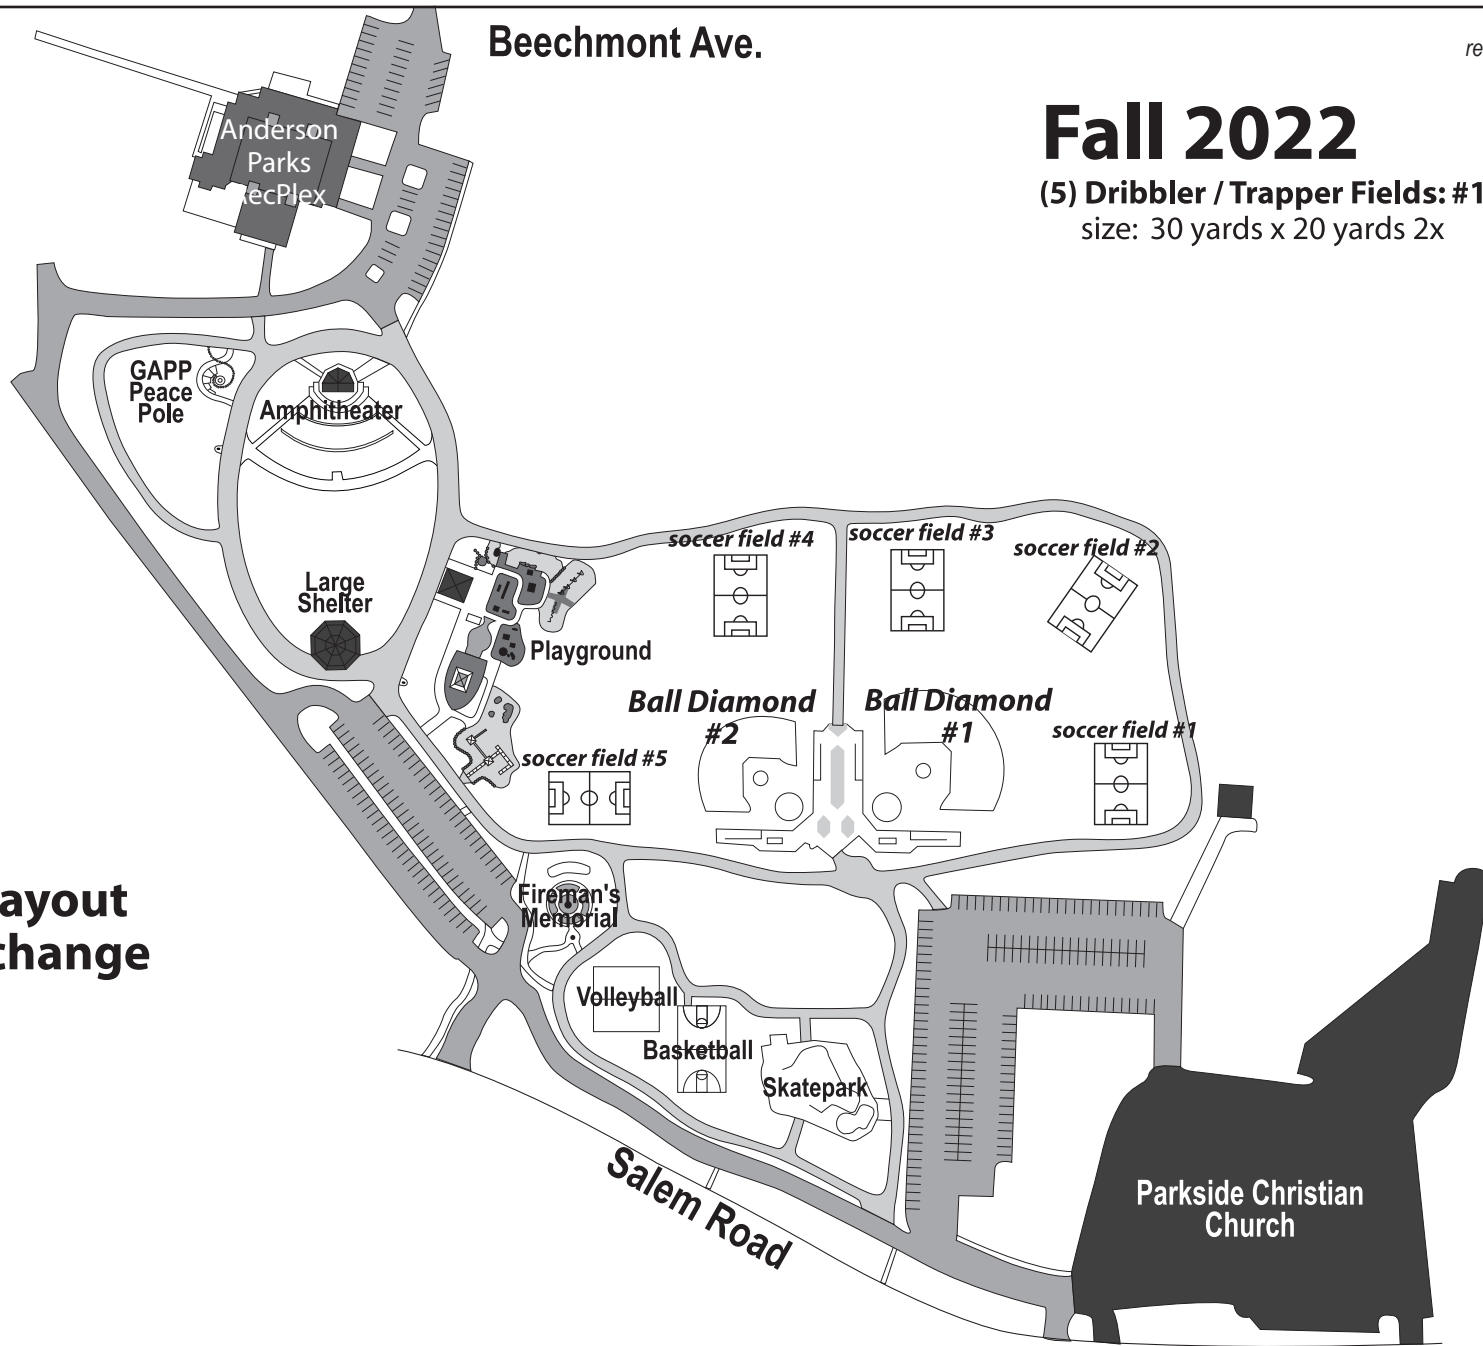 Beechmont Ave.
re
Fall 2022
(5) Dribbler / Trapper Fields: #1
size:  30 yards x 20 yards 2x
Anderson
Parks
RecPlex
GAPP
Peace
Pole
Amphitheater
Large
Shelter
soccer field #4
soccer field #3
soccer field #2
Playground
Ball Diamond
#2
Ball Diamond
#1
soccer field #1
soccer field #5
ayout
change
Fireman's
Memorial
Volleyball
Basketball
Skatepark
Salem Road
Parkside Christian
Church